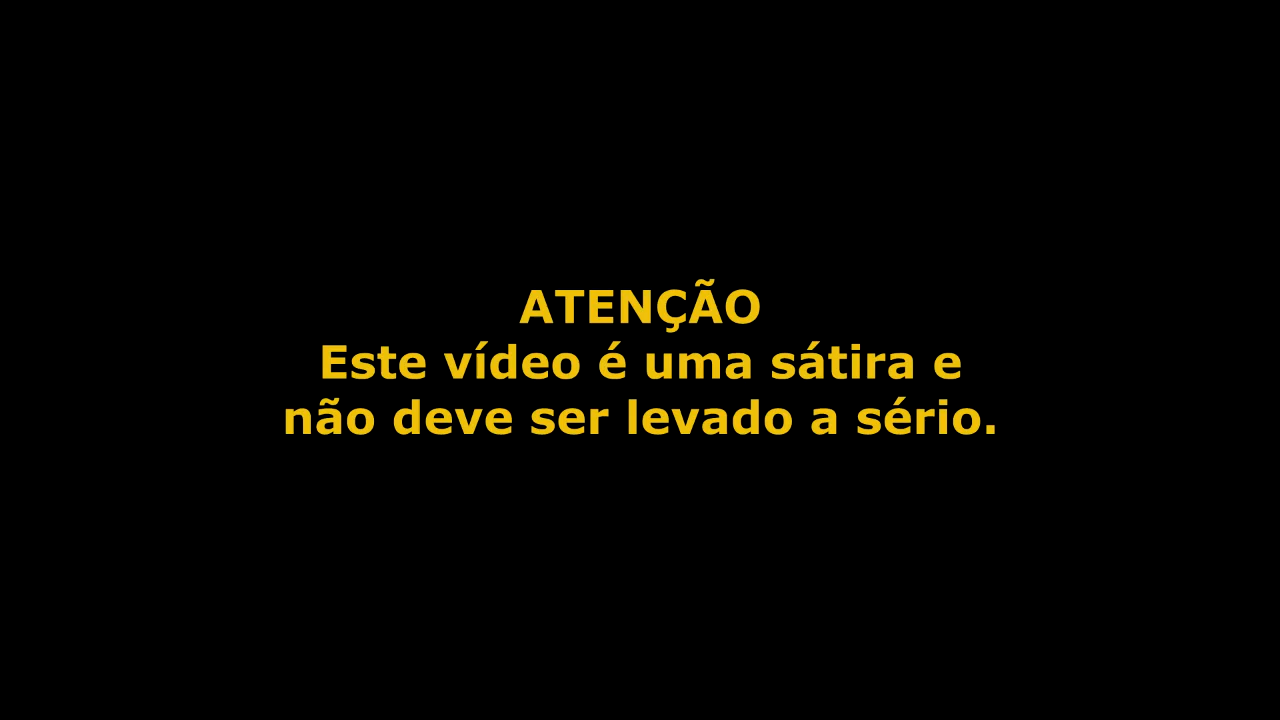 ATENÇÃO
Este vídeo é uma sátira e
não deve ser levado a sério.